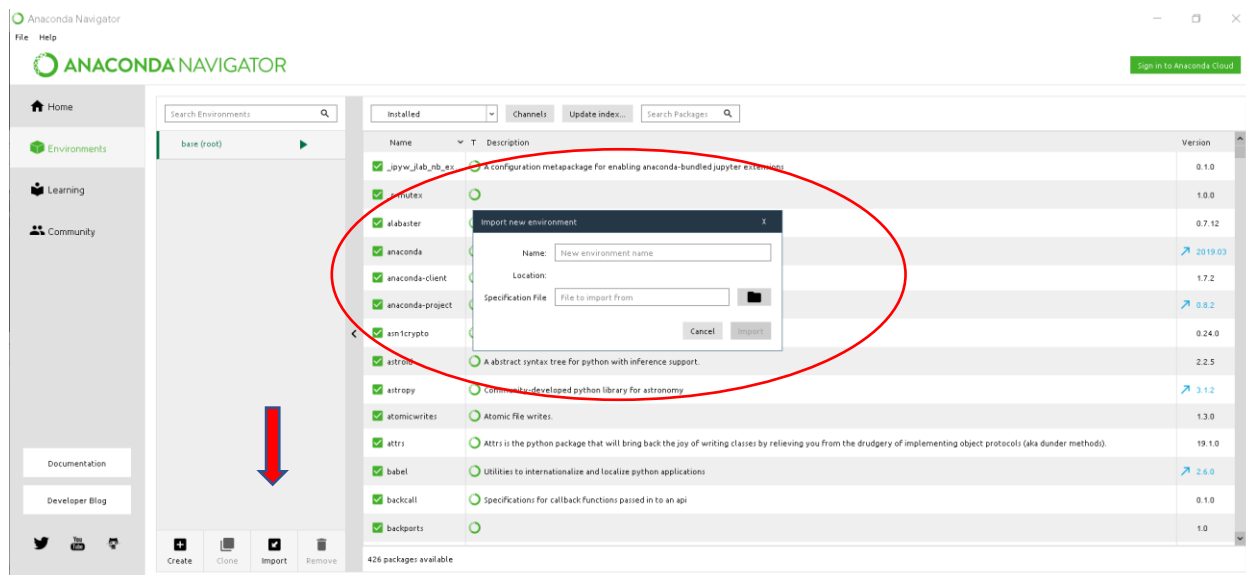 Anaconda Navigator
File Help
ANACONDA NAVIGATOR
Sign in to Anaconda Cloud
Home
Environments
Learning
Community
Documentation
Developer Blog
You Tube
Search Environments
base (root)
Create Clone Import Remove
Installed Channels Update index... Search Packages
Name T Description Version
_ipyw_jlab_nb_ex... A configuration metapackage for enabling anaconda-bundled jupyter extensions 0.1.0
1.0.0
alabaster 0.7.12
anaconda 2019.03
anaconda-client 1.7.2
anaconda-project 0.8.2
asn1crypto 0.24.0
astroid A abstract syntax tree for python with inference support. 2.2.5
astropy Community-developed python library for astronomy 3.1.2
atomicwrites Atomic file writes. 1.3.0
attrs Attrs is the python package that will bring back the joy of writing classes by relieving you from the drudgery of implementing object protocols (aka dunder methods). 19.1.0
babel Utilities to internationalize and localize python applications 2.6.0
backcall Specifications for callback functions passed in to an api 0.1.0
backports 1.0
426 packages available
Import new environment X
Name: New environment name
Location:
Specification File File to import from
Cancel Import